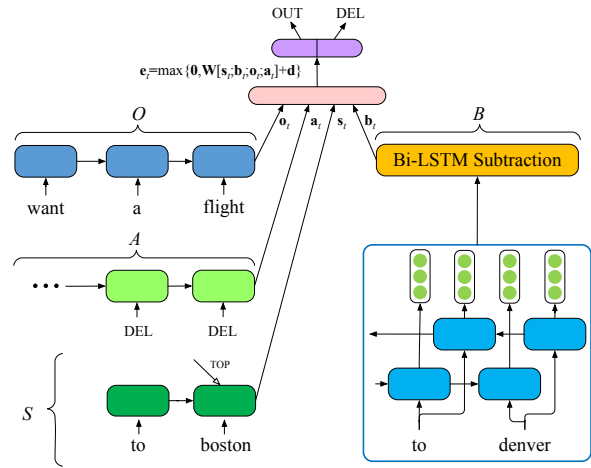 OUT DEL
e_t=max{0,W[s_t;b_t;o_t;a_t]+d}
o_t a_t s_t b_t
O
B
Bi-LSTM Subtraction
want a flight
A
...
DEL DEL
TOP
S
to boston
to denver